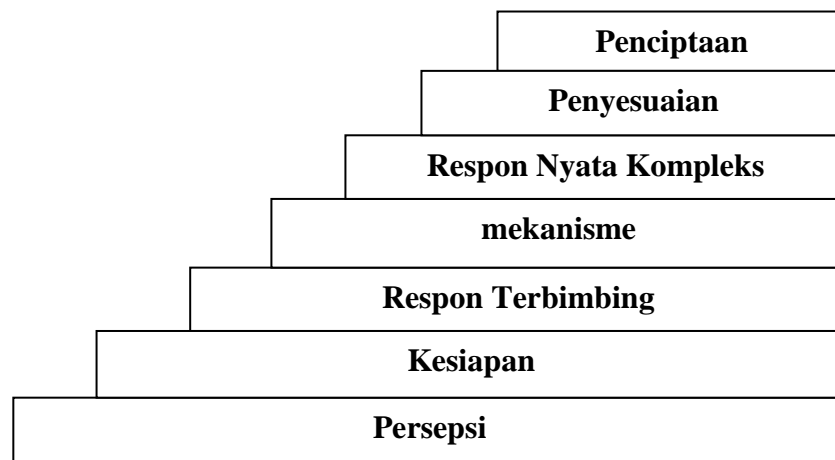 Penciptaan
Penyesuaian
Respon Nyata Kompleks
mekanisme
Respon Terbimbing
Kesiapan
Persepsi